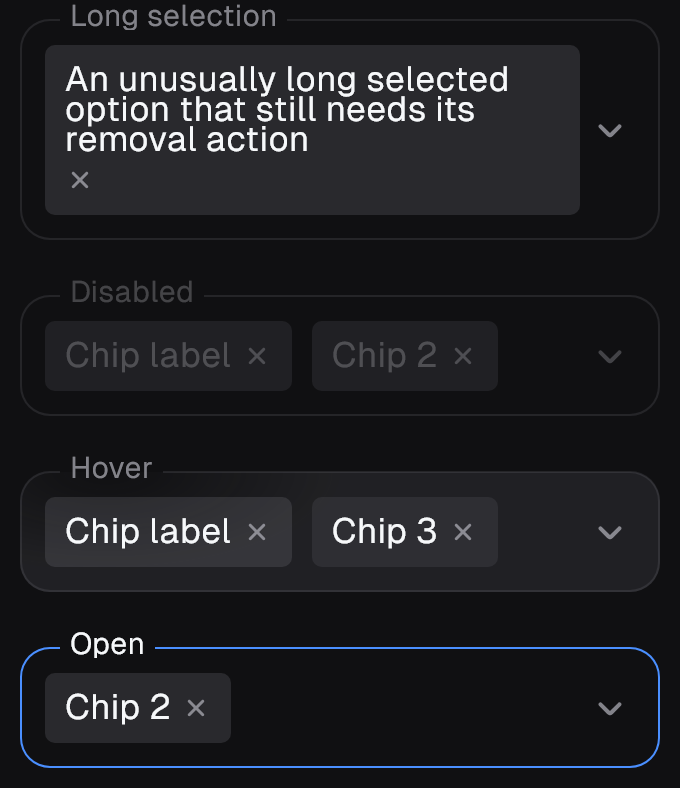 Long selection
An unusually long selected
option that still needs its
removal action
Disabled
Chip label
Chip 2
Hover
Chip label
Chip 3
Open
Chip 2